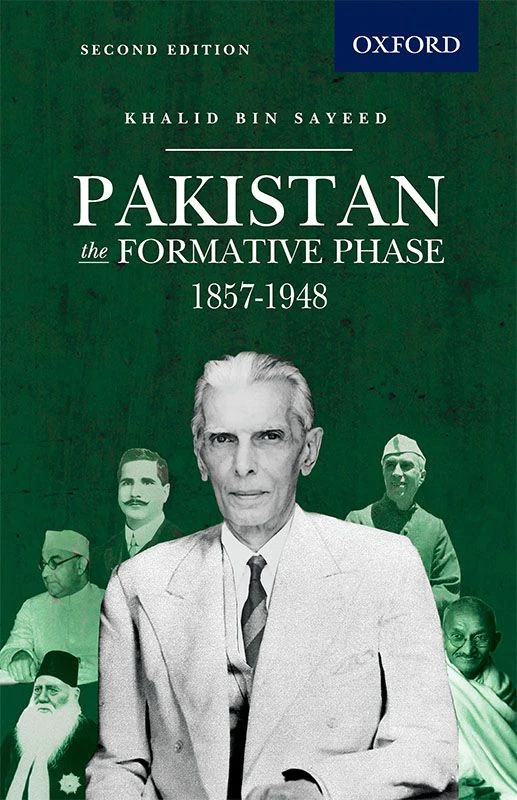 SECOND EDITION
OXFORD
KHALID BIN SAYEED
PAKISTAN
the FORMATIVE PHASE
1857-1948